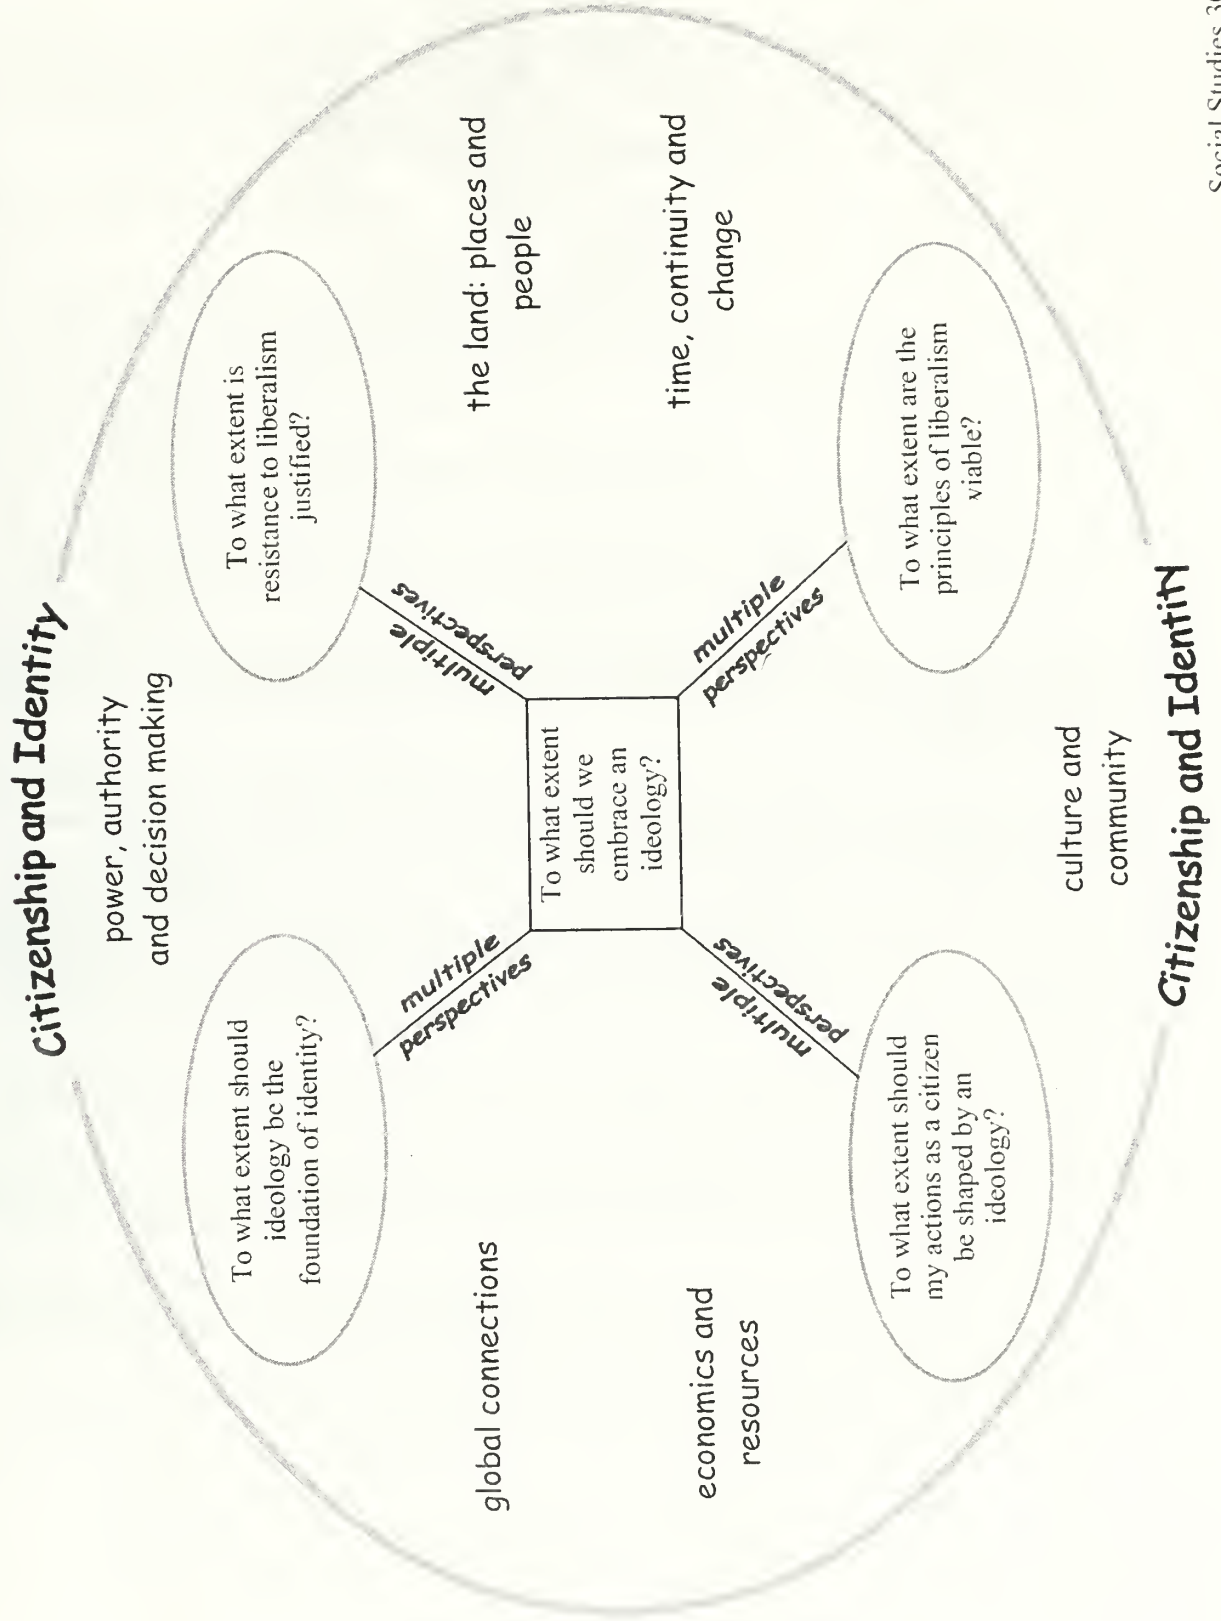 Citizenship and Identity
power, authority
and decision making
To what extent should
ideology be the
foundation of identity?
To what extent is
resistance to liberalism
justified?
multiple
perspectives
multiple
perspectives
global connections
the land: places and
people
To what extent
should we
embrace an
ideology?
economics and
resources
time, continuity and
change
multiple
perspectives
multiple
perspectives
To what extent should
my actions as a citizen
be shaped by an
ideology?
To what extent are the
principles of liberalism
viable?
culture and
community
Citizenship and Identity
Social Studies